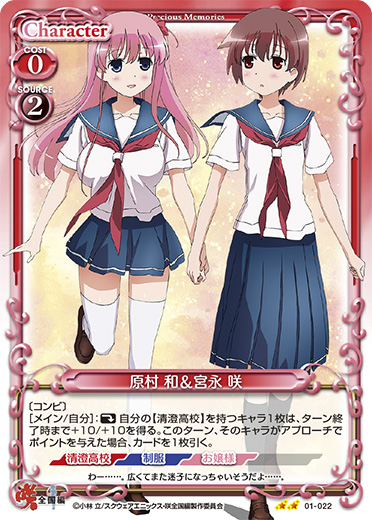 Precious Memories
Character
COST
0
SOURCE
2
原村 和＆宮永 咲
［コンビ］
［メイン/自分］：自分の【清澄高校】を持つキャラ１枚は、ターン終
了時まで＋10/＋10を得る。このターン、そのキャラがアプローチで
ポイントを与えた場合、カードを１枚引く。
清澄高校 制服 お嬢様
わー……。広くてまた迷子になっちゃいそうだよ……。
咲 全国編
©小林 立/スクウェアエニックス・咲全国編製作委員会 01-022